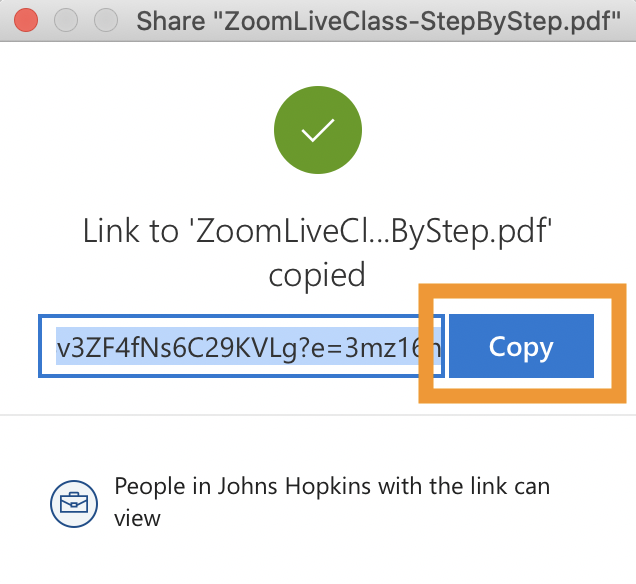 Share "ZoomLiveClass-StepByStep.pdf"
Link to 'ZoomLiveCl...ByStep.pdf'
copied
v3ZF4fNs6C29KVLg?e=3mz16
Copy
People in Johns Hopkins with the link can
view